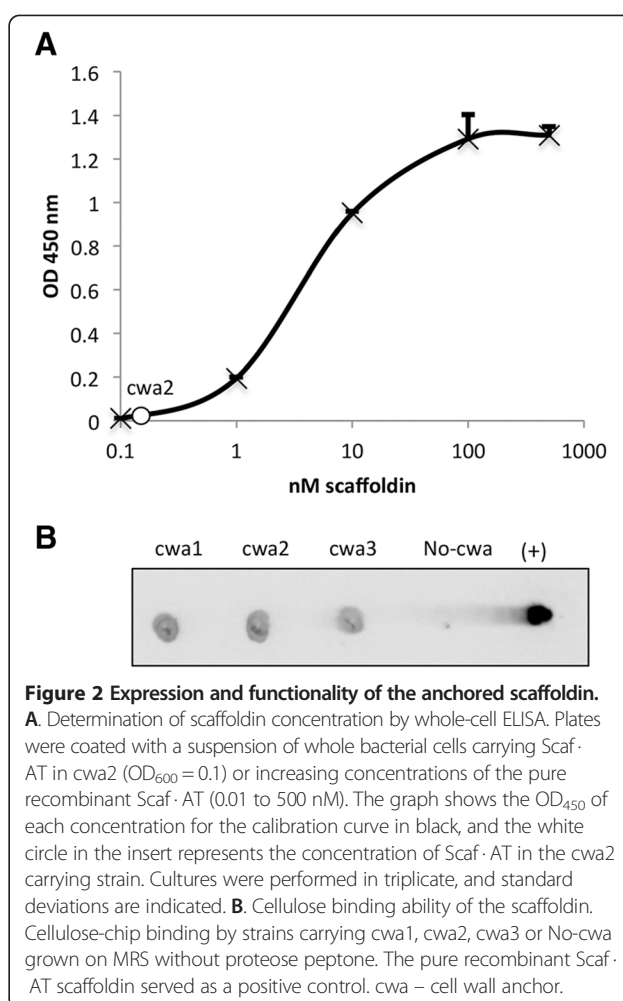 A
1.6
1.4
1.2
1
0.8
0.6
0.4
0.2
0
OD 450 nm
cwa2
0.1 1 10 100 1000
nM scaffoldin
B
cwa1 cwa2 cwa3 No-cwa (+)
Figure 2 Expression and functionality of the anchored scaffoldin.
A. Determination of scaffoldin concentration by whole-cell ELISA. Plates
were coated with a suspension of whole bacterial cells carrying Scaf·
AT in cwa2 (OD₆₀₀ = 0.1) or increasing concentrations of the pure
recombinant Scaf·AT (0.01 to 500 nM). The graph shows the OD₄₅₀ of
each concentration for the calibration curve in black, and the white
circle in the insert represents the concentration of Scaf·AT in the cwa2
carrying strain. Cultures were performed in triplicate, and standard
deviations are indicated. B. Cellulose binding ability of the scaffoldin.
Cellulose-chip binding by strains carrying cwa1, cwa2, cwa3 or No-cwa
grown on MRS without proteose peptone. The pure recombinant Scaf·
AT scaffoldin served as a positive control. cwa – cell wall anchor.